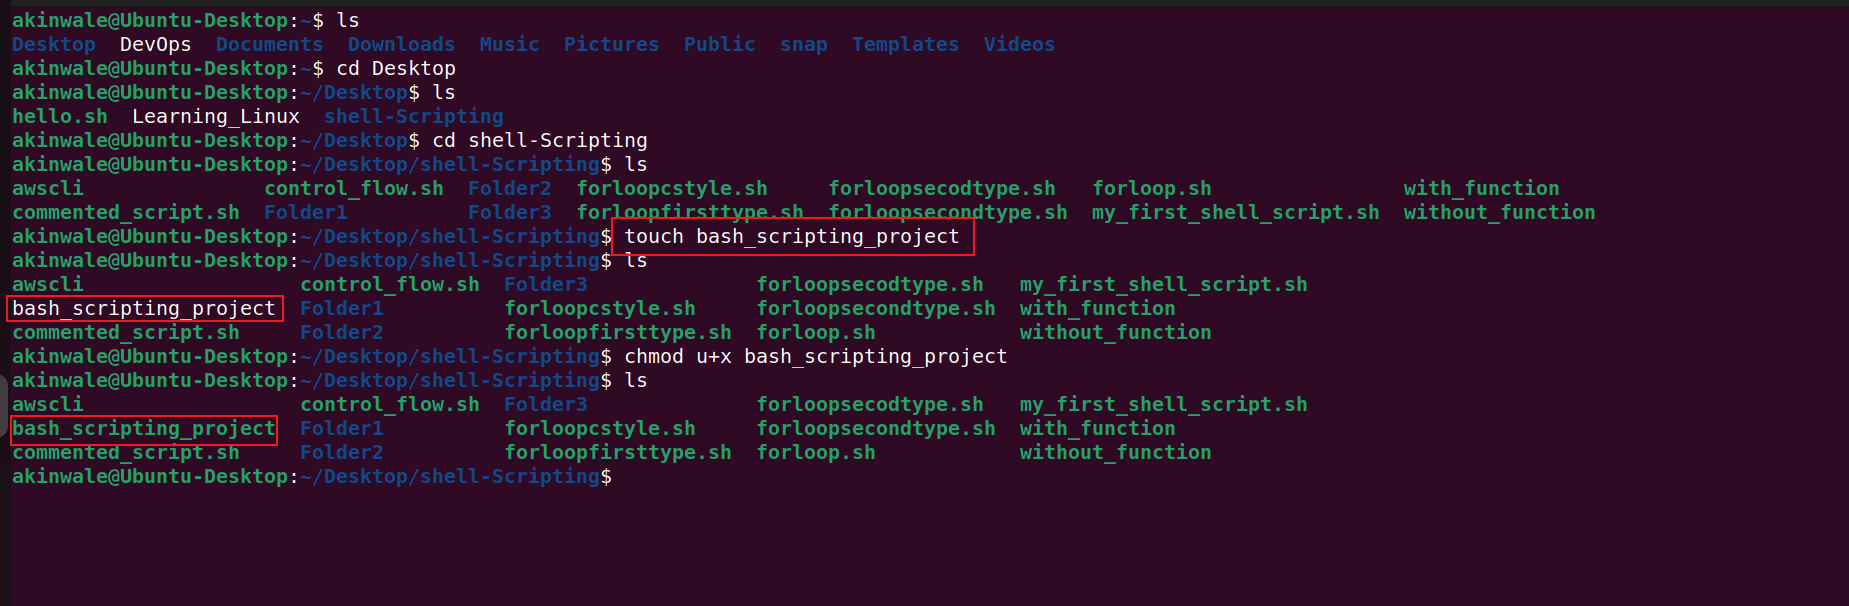 akinwale@Ubuntu-Desktop:~$ ls
Desktop  DevOps  Documents  Downloads  Music  Pictures  Public  snap  Templates  Videos
akinwale@Ubuntu-Desktop:~$ cd Desktop
akinwale@Ubuntu-Desktop:~/Desktop$ ls
hello.sh  Learning_Linux  shell-Scripting
akinwale@Ubuntu-Desktop:~/Desktop$ cd shell-Scripting
akinwale@Ubuntu-Desktop:~/Desktop/shell-Scripting$ ls
awscli               control_flow.sh  Folder2  forloopcstyle.sh     forloopsecodtype.sh   forloop.sh                with_function
commented_script.sh  Folder1          Folder3  forloopfirsttype.sh  forloopsecondtype.sh  my_first_shell_script.sh  without_function
akinwale@Ubuntu-Desktop:~/Desktop/shell-Scripting$ touch bash_scripting_project
akinwale@Ubuntu-Desktop:~/Desktop/shell-Scripting$ ls
awscli                  control_flow.sh  Folder3              forloopsecodtype.sh   my_first_shell_script.sh
bash_scripting_project  Folder1          forloopcstyle.sh     forloopsecondtype.sh  with_function
commented_script.sh     Folder2          forloopfirsttype.sh  forloop.sh            without_function
akinwale@Ubuntu-Desktop:~/Desktop/shell-Scripting$ chmod u+x bash_scripting_project
akinwale@Ubuntu-Desktop:~/Desktop/shell-Scripting$ ls
awscli                  control_flow.sh  Folder3              forloopsecodtype.sh   my_first_shell_script.sh
bash_scripting_project  Folder1          forloopcstyle.sh     forloopsecondtype.sh  with_function
commented_script.sh     Folder2          forloopfirsttype.sh  forloop.sh            without_function
akinwale@Ubuntu-Desktop:~/Desktop/shell-Scripting$